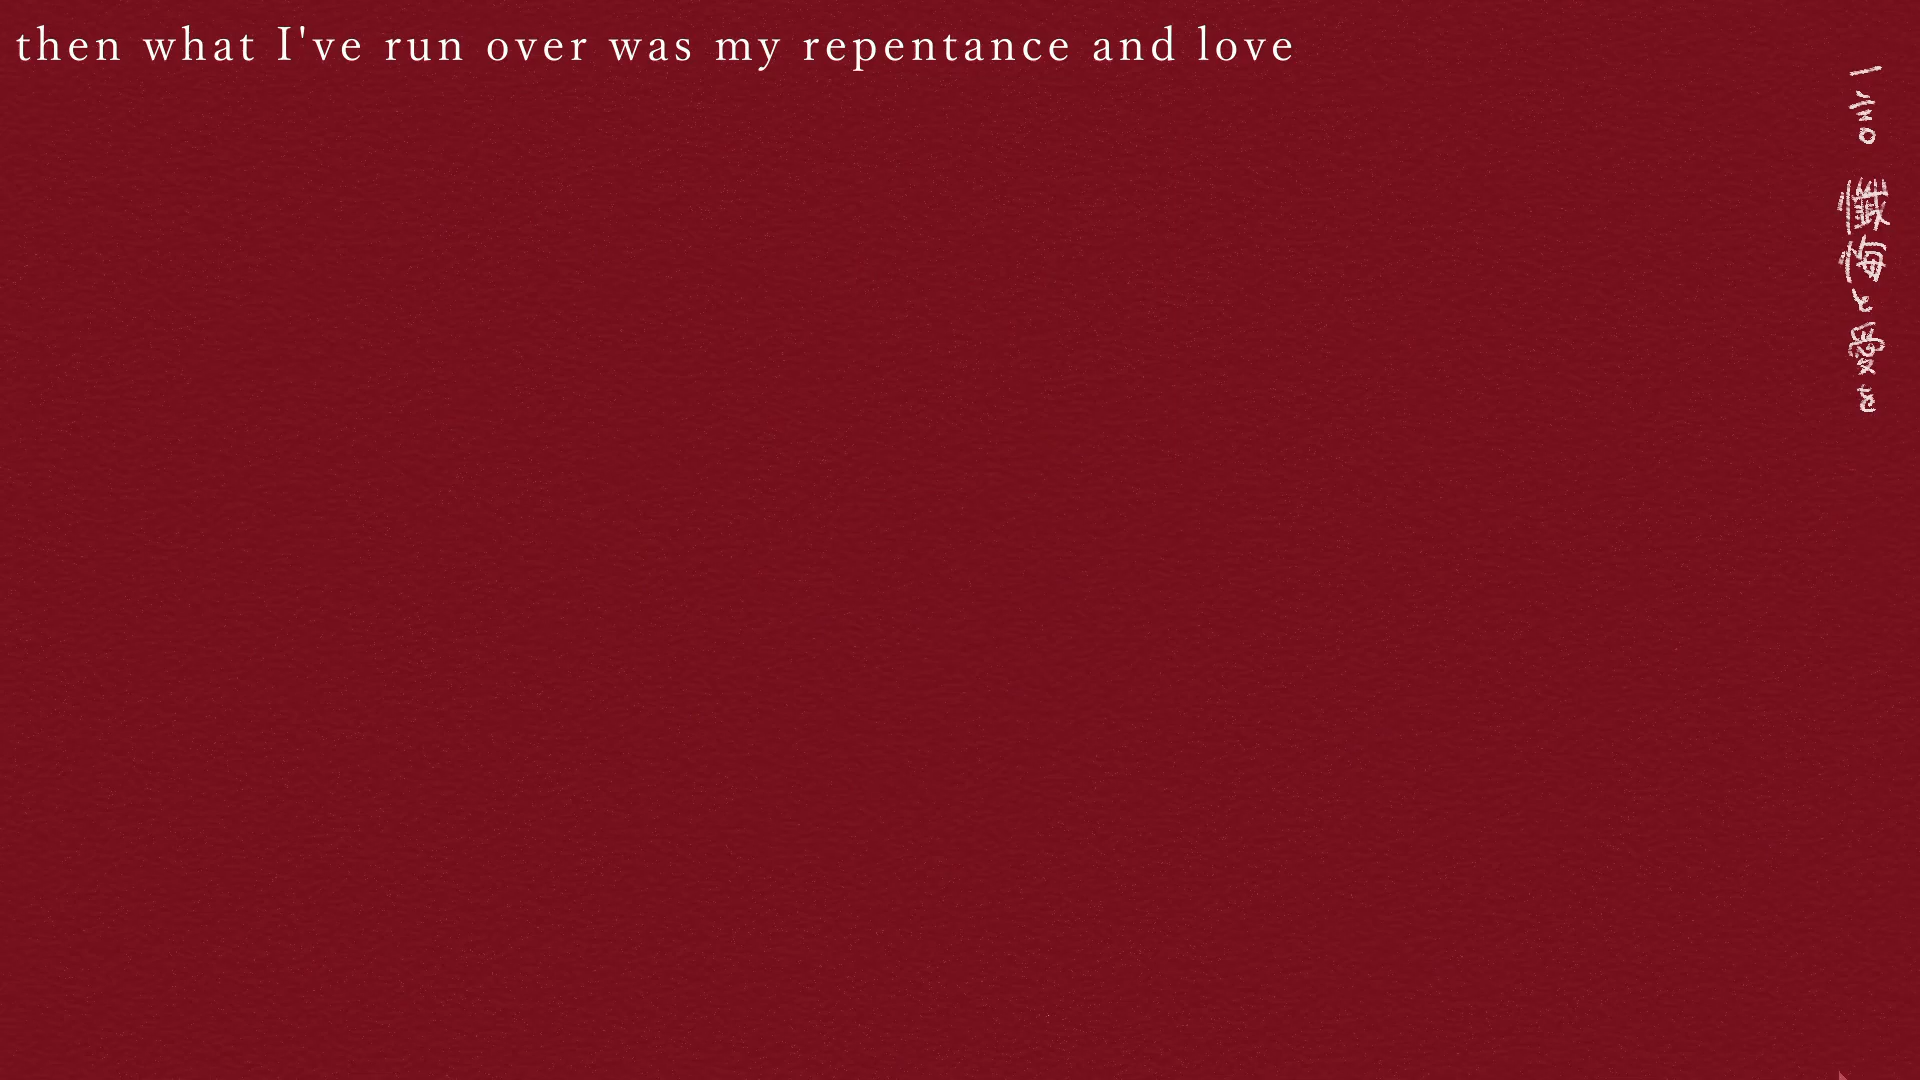 then what I've run over was my repentance and love
一言 懺悔と愛を